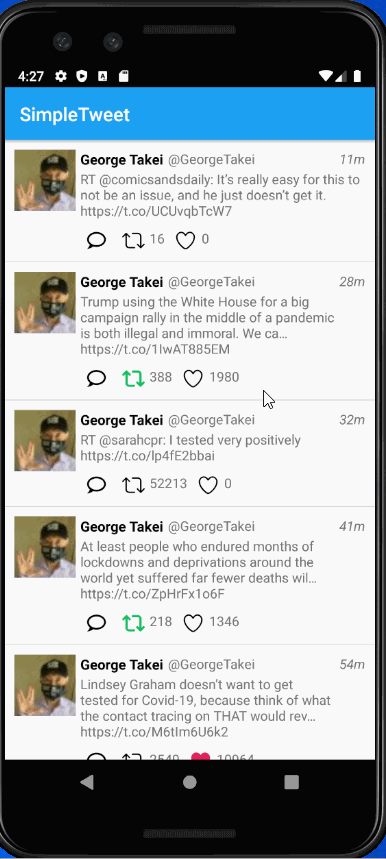 4:27
SimpleTweet
George Takei @GeorgeTakei 11m
RT @comicsandsdaily: It's really easy for this to
not be an issue, and he just doesn't get it.
https://t.co/UCUvqbTcW7
16 0
George Takei @GeorgeTakei 28m
Trump using the White House for a big
campaign rally in the middle of a pandemic
is both illegal and immoral. We ca…
https://t.co/1IwAT885EM
388 1980
George Takei @GeorgeTakei 32m
RT @sarahcpr: I tested very positively
https://t.co/lp4fE2bbai
52213 0
George Takei @GeorgeTakei 41m
At least people who endured months of
lockdowns and deprivations around the
world yet suffered far fewer deaths wil…
https://t.co/ZpHrFx1o6F
218 1346
George Takei @GeorgeTakei 54m
Lindsey Graham doesn't want to get
tested for Covid-19, because think of what
the contact tracing on THAT would rev…
https://t.co/M6tIm6U6k2
2549 10964